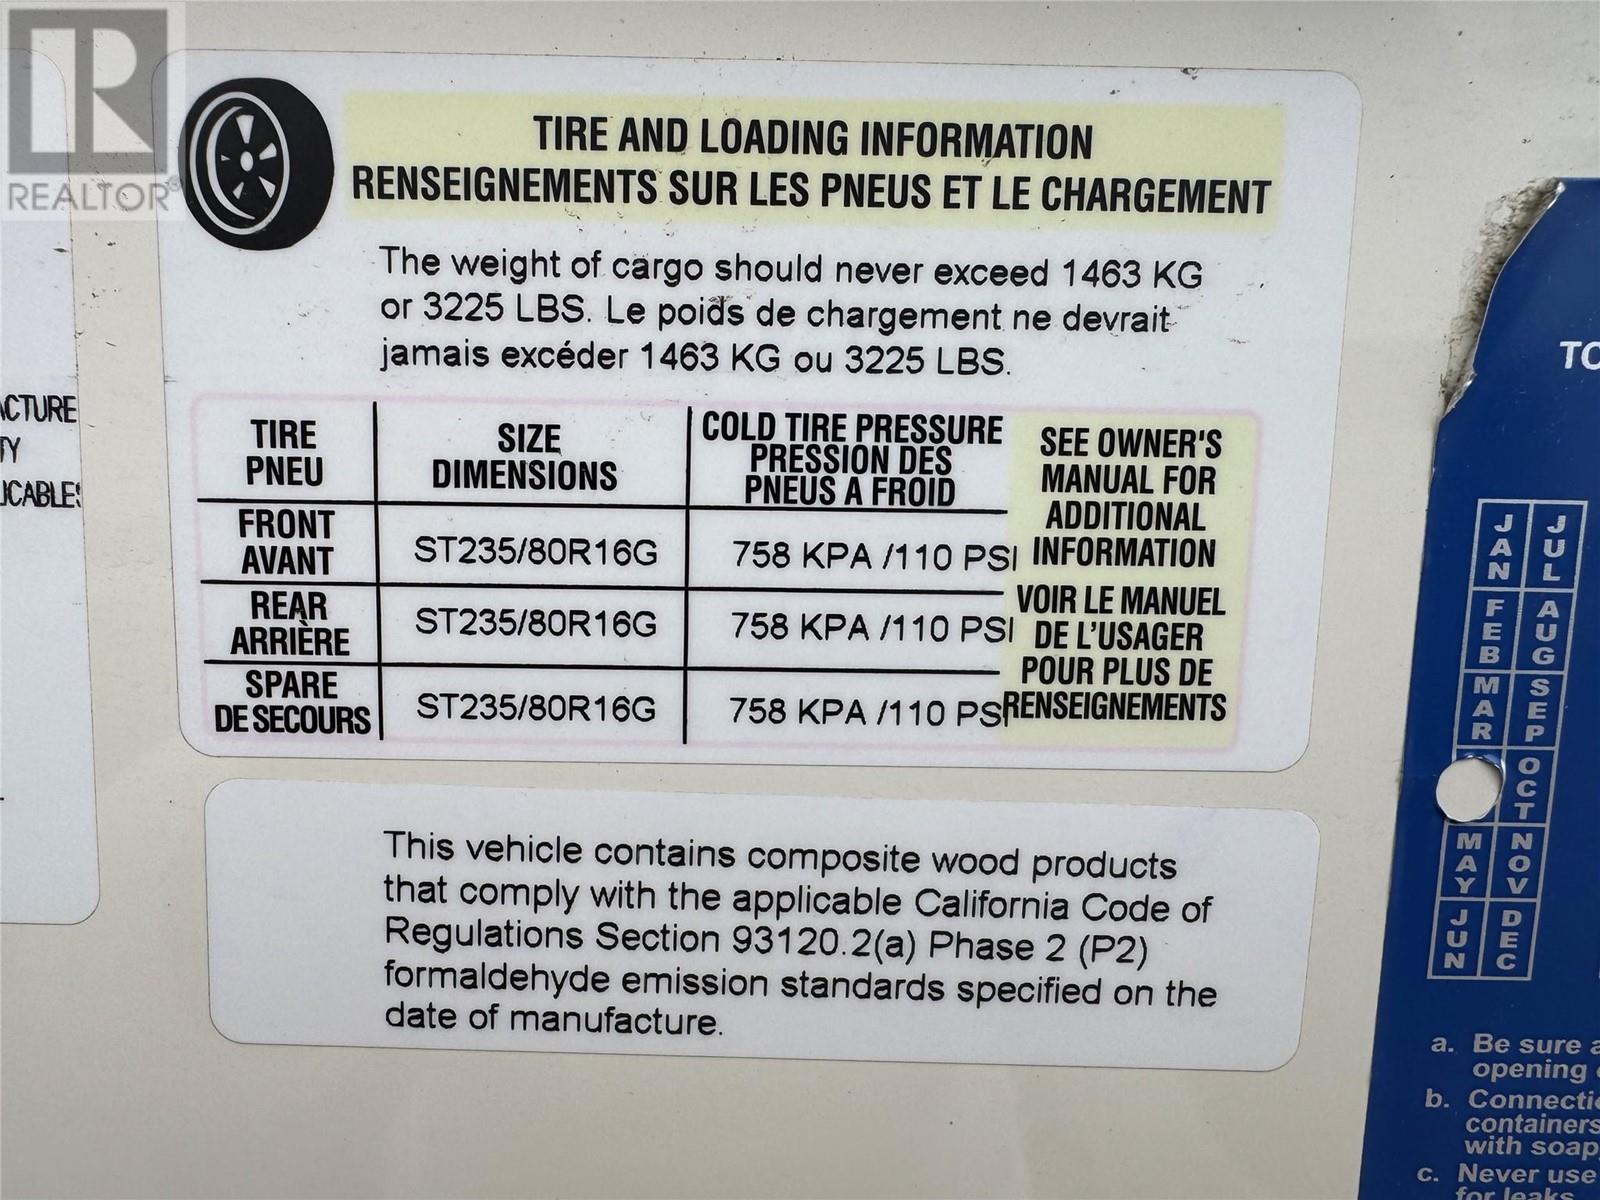 REALTOR®
TIRE AND LOADING INFORMATION
RENSEIGNEMENTS SUR LES PNEUS ET LE CHARGEMENT
The weight of cargo should never exceed 1463 KG
or 3225 LBS. Le poids de chargement ne devrait
jamais excéder 1463 KG ou 3225 LBS.
TIRE
PNEU
SIZE
DIMENSIONS
COLD TIRE PRESSURE
PRESSION DES
PNEUS A FROID
FRONT
AVANT
ST235/80R16G
758 KPA /110 PSI
REAR
ARRIÈRE
ST235/80R16G
758 KPA /110 PSI
SPARE
DE SECOURS
ST235/80R16G
758 KPA /110 PSI
SEE OWNER'S
MANUAL FOR
ADDITIONAL
INFORMATION
VOIR LE MANUEL
DE L'USAGER
POUR PLUS DE
RENSEIGNEMENTS
This vehicle contains composite wood products
that comply with the applicable California Code of
Regulations Section 93120.2(a) Phase 2 (P2)
formaldehyde emission standards specified on the
date of manufacture.
JAN JUL
FEB AUG
MAR SEP
OCT
MAY NOV
JUN DEC
a. Be sure
opening
b.
containers
with
c. Never use
for leaks